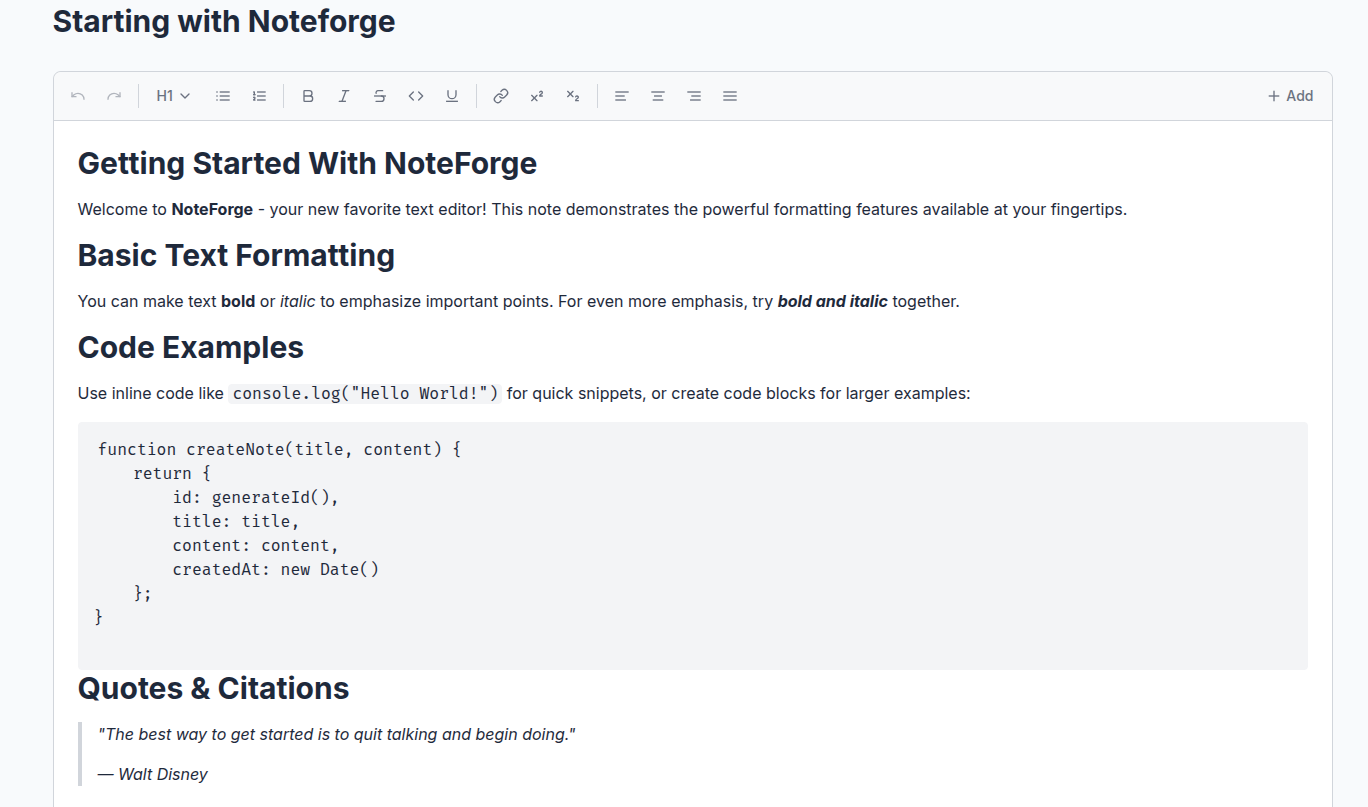 Starting with Noteforge
H1
Add
Getting Started With NoteForge
Welcome to NoteForge - your new favorite text editor! This note demonstrates the powerful formatting features available at your fingertips.
Basic Text Formatting
You can make text bold or italic to emphasize important points. For even more emphasis, try bold and italic together.
Code Examples
Use inline code like console.log("Hello World!") for quick snippets, or create code blocks for larger examples:
function createNote(title, content) {
    return {
        id: generateId(),
        title: title,
        content: content,
        createdAt: new Date()
    };
}
Quotes & Citations
"The best way to get started is to quit talking and begin doing."
— Walt Disney